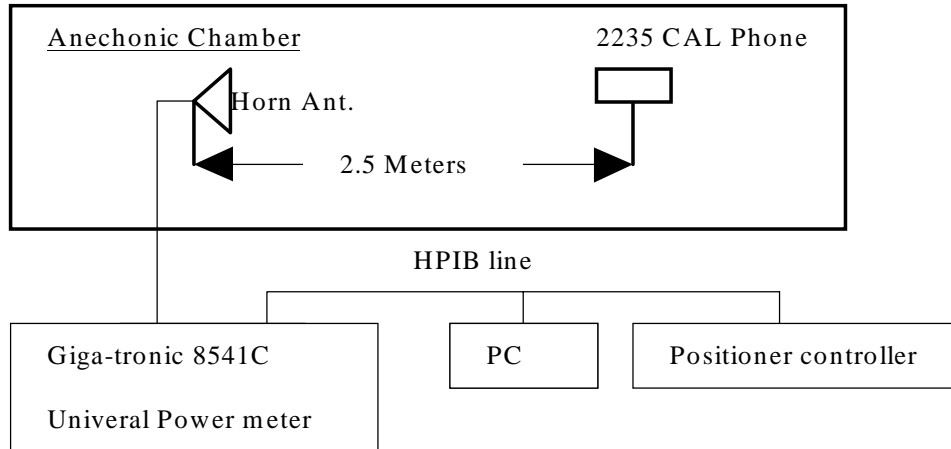 Anechonic Chamber
2235 CAL Phone
Horn Ant.
2.5 Meters
HPIB line
Giga-tronic 8541C
Univeral Power meter
PC
Positioner controller